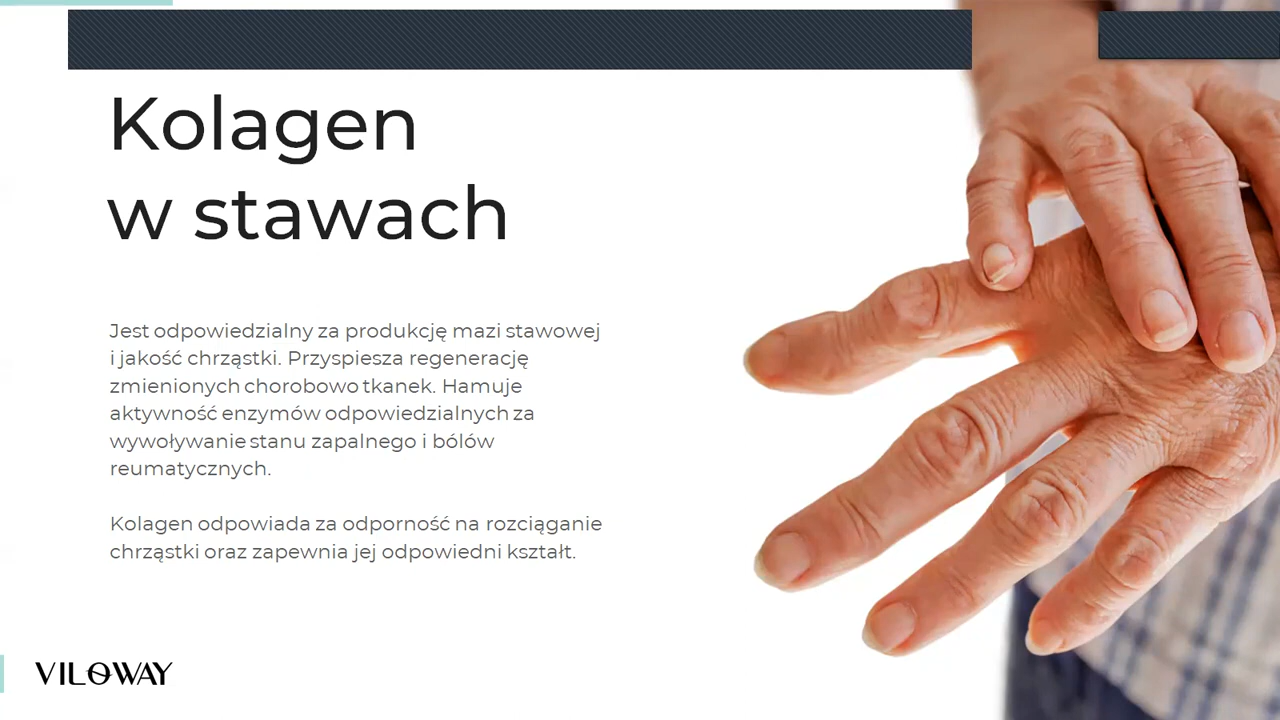 Kolagen
w stawach
Jest odpowiedzialny za produkcję mazi stawowej
i jakość chrząstki. Przyspiesza regenerację
zmienionych chorobowo tkanek. Hamuje
aktywność enzymów odpowiedzialnych za
wywoływanie stanu zapalnego i bólów
reumatycznych.
Kolagen odpowiada za odporność na rozciąganie
chrząstki oraz zapewnia jej odpowiedni kształt.
VILOWAY